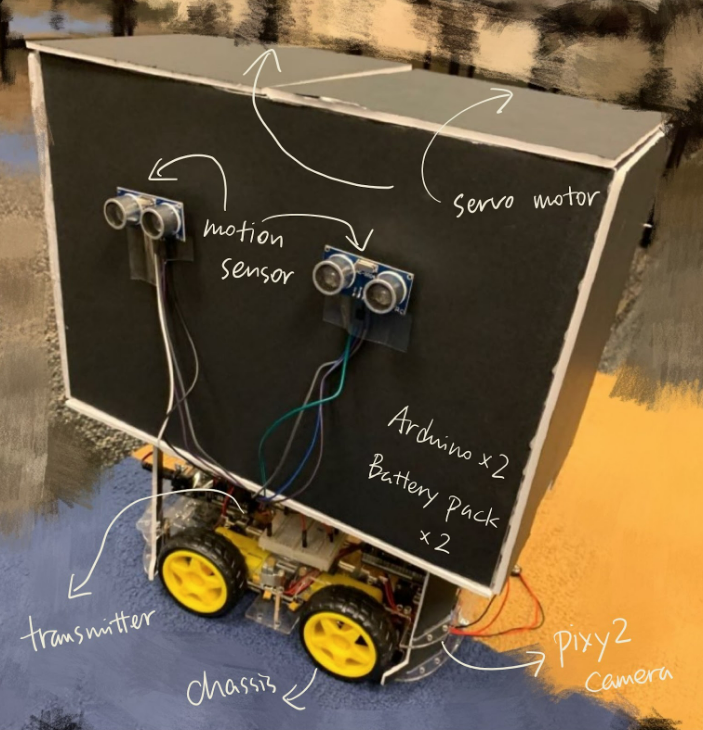 servo motor
motion
sensor
Arduino x2
Battery pack
x2
transmitter
chassis
pixy2
camera